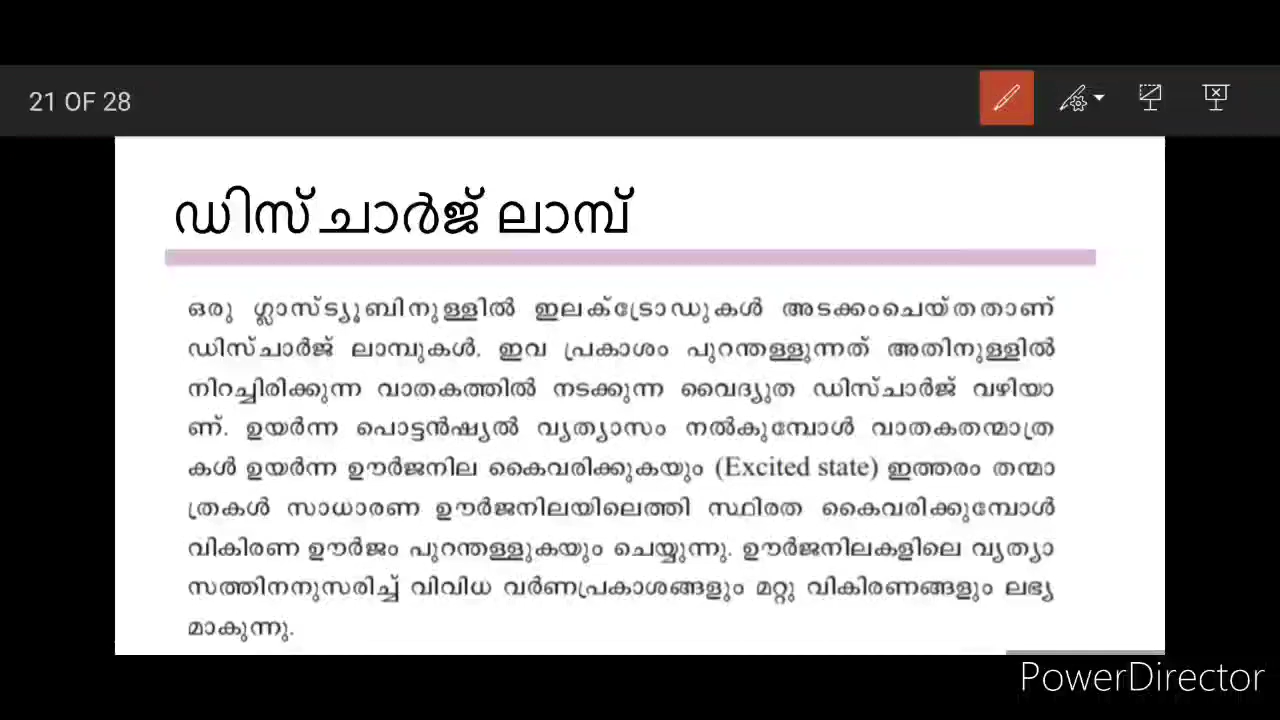 21 OF 28
ഡിസ്ചാർജ് ലാമ്പ്
ഒരു ഗ്ലാസ്ട്യൂബിനുള്ളിൽ ഇലക്ട്രോഡുകൾ അടക്കംചെയ്തതാണ്
ഡിസ്ചാർജ് ലാമ്പുകൾ. ഇവ പ്രകാശം പുറന്തള്ളുന്നത് അതിനുള്ളിൽ
നിറച്ചിരിക്കുന്ന വാതകത്തിൽ നടക്കുന്ന വൈദ്യുത ഡിസ്ചാർജ് വഴിയാ
ണ്. ഉയർന്ന പൊട്ടൻഷ്യൽ വ്യത്യാസം നൽകുമ്പോൾ വാതകതന്മാത്ര
കൾ ഉയർന്ന ഊർജനില കൈവരിക്കുകയും (Excited state) ഇത്തരം തന്മാ
ത്രകൾ സാധാരണ ഊർജനിലയിലെത്തി സ്ഥിരത കൈവരിക്കുമ്പോൾ
വികിരണ ഊർജം പുറന്തള്ളുകയും ചെയ്യുന്നു. ഊർജനിലകളിലെ വ്യത്യാ
സത്തിനനുസരിച്ച് വിവിധ വർണപ്രകാശങ്ങളും മറ്റു വികിരണങ്ങളും ലഭ്യ
മാകുന്നു.
PowerDirector